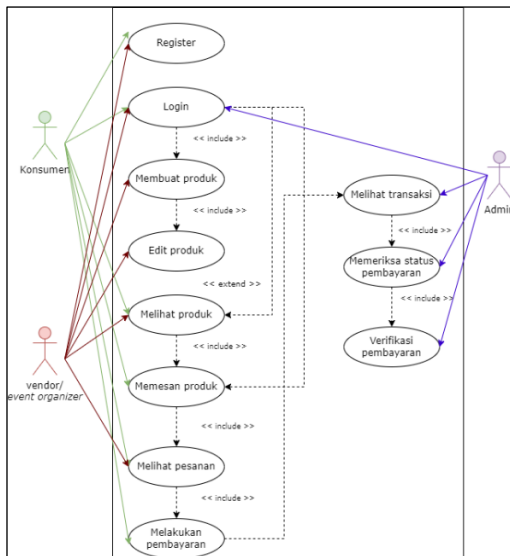 Register
Login
<< include >>
Konsumen
Membuat produk
Melihat transaksi
Admin
<< include >>
<< include >>
Edit produk
Memeriksa status
pembayaran
<< extend >>
<< include >>
Melihat produk
Verifikasi
pembayaran
<< include >>
vendor/
event organizer
Memesan produk
<< include >>
Melihat pesanan
<< include >>
Melakukan
pembayaran